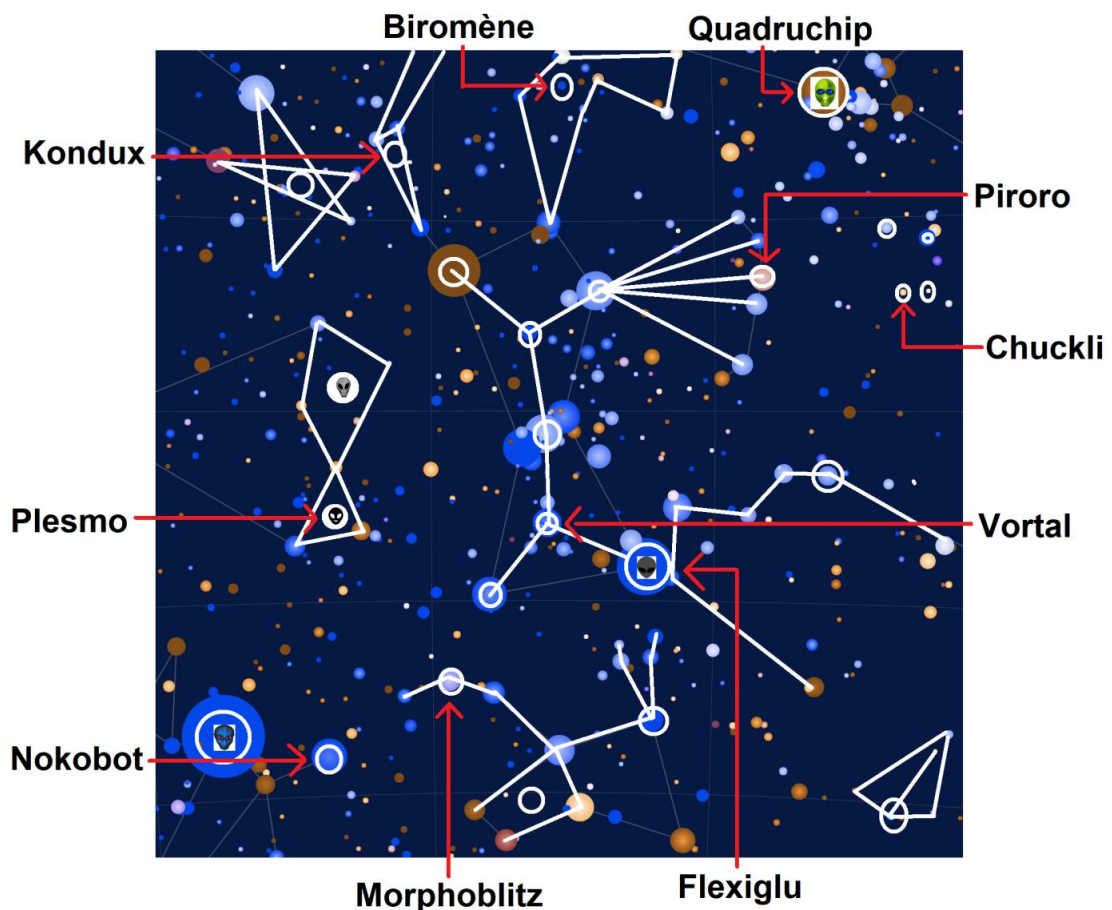 Biromène Quadruchip
Kondux
Piroro
Chuckli
Plesmo Vortal
Nokobot
Morphoblitz Flexiglu